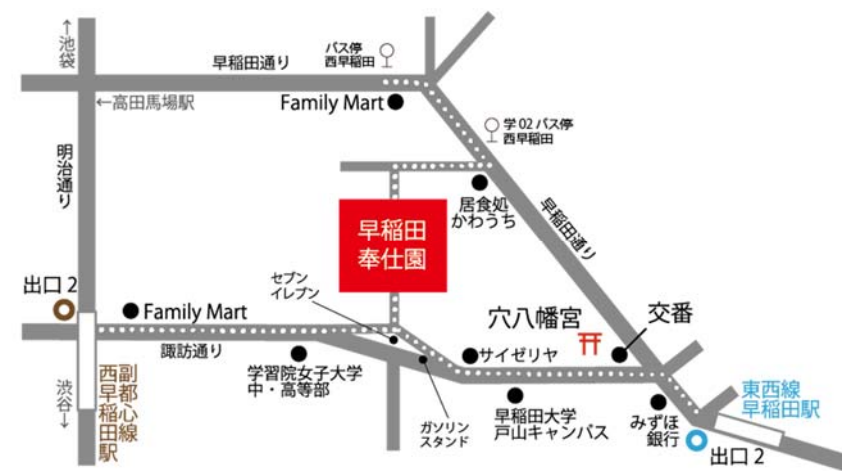 ←池袋
早稲田通り
バス停
西早稲田
←高田馬場駅
Family Mart
学02バス停
西早稲田
明治通り
居食処
かわうち
早稲田通り
早稲田
奉仕園
セブン
イレブン
出口2
Family Mart
諏訪通り
穴八幡宮
交番
サイゼリヤ
学習院女子大学
中・高等部
渋谷→
副都心線
西早稲田駅
ガソリン
スタンド
早稲田大学
戸山キャンパス
みずほ
銀行
東西線
早稲田駅
出口2